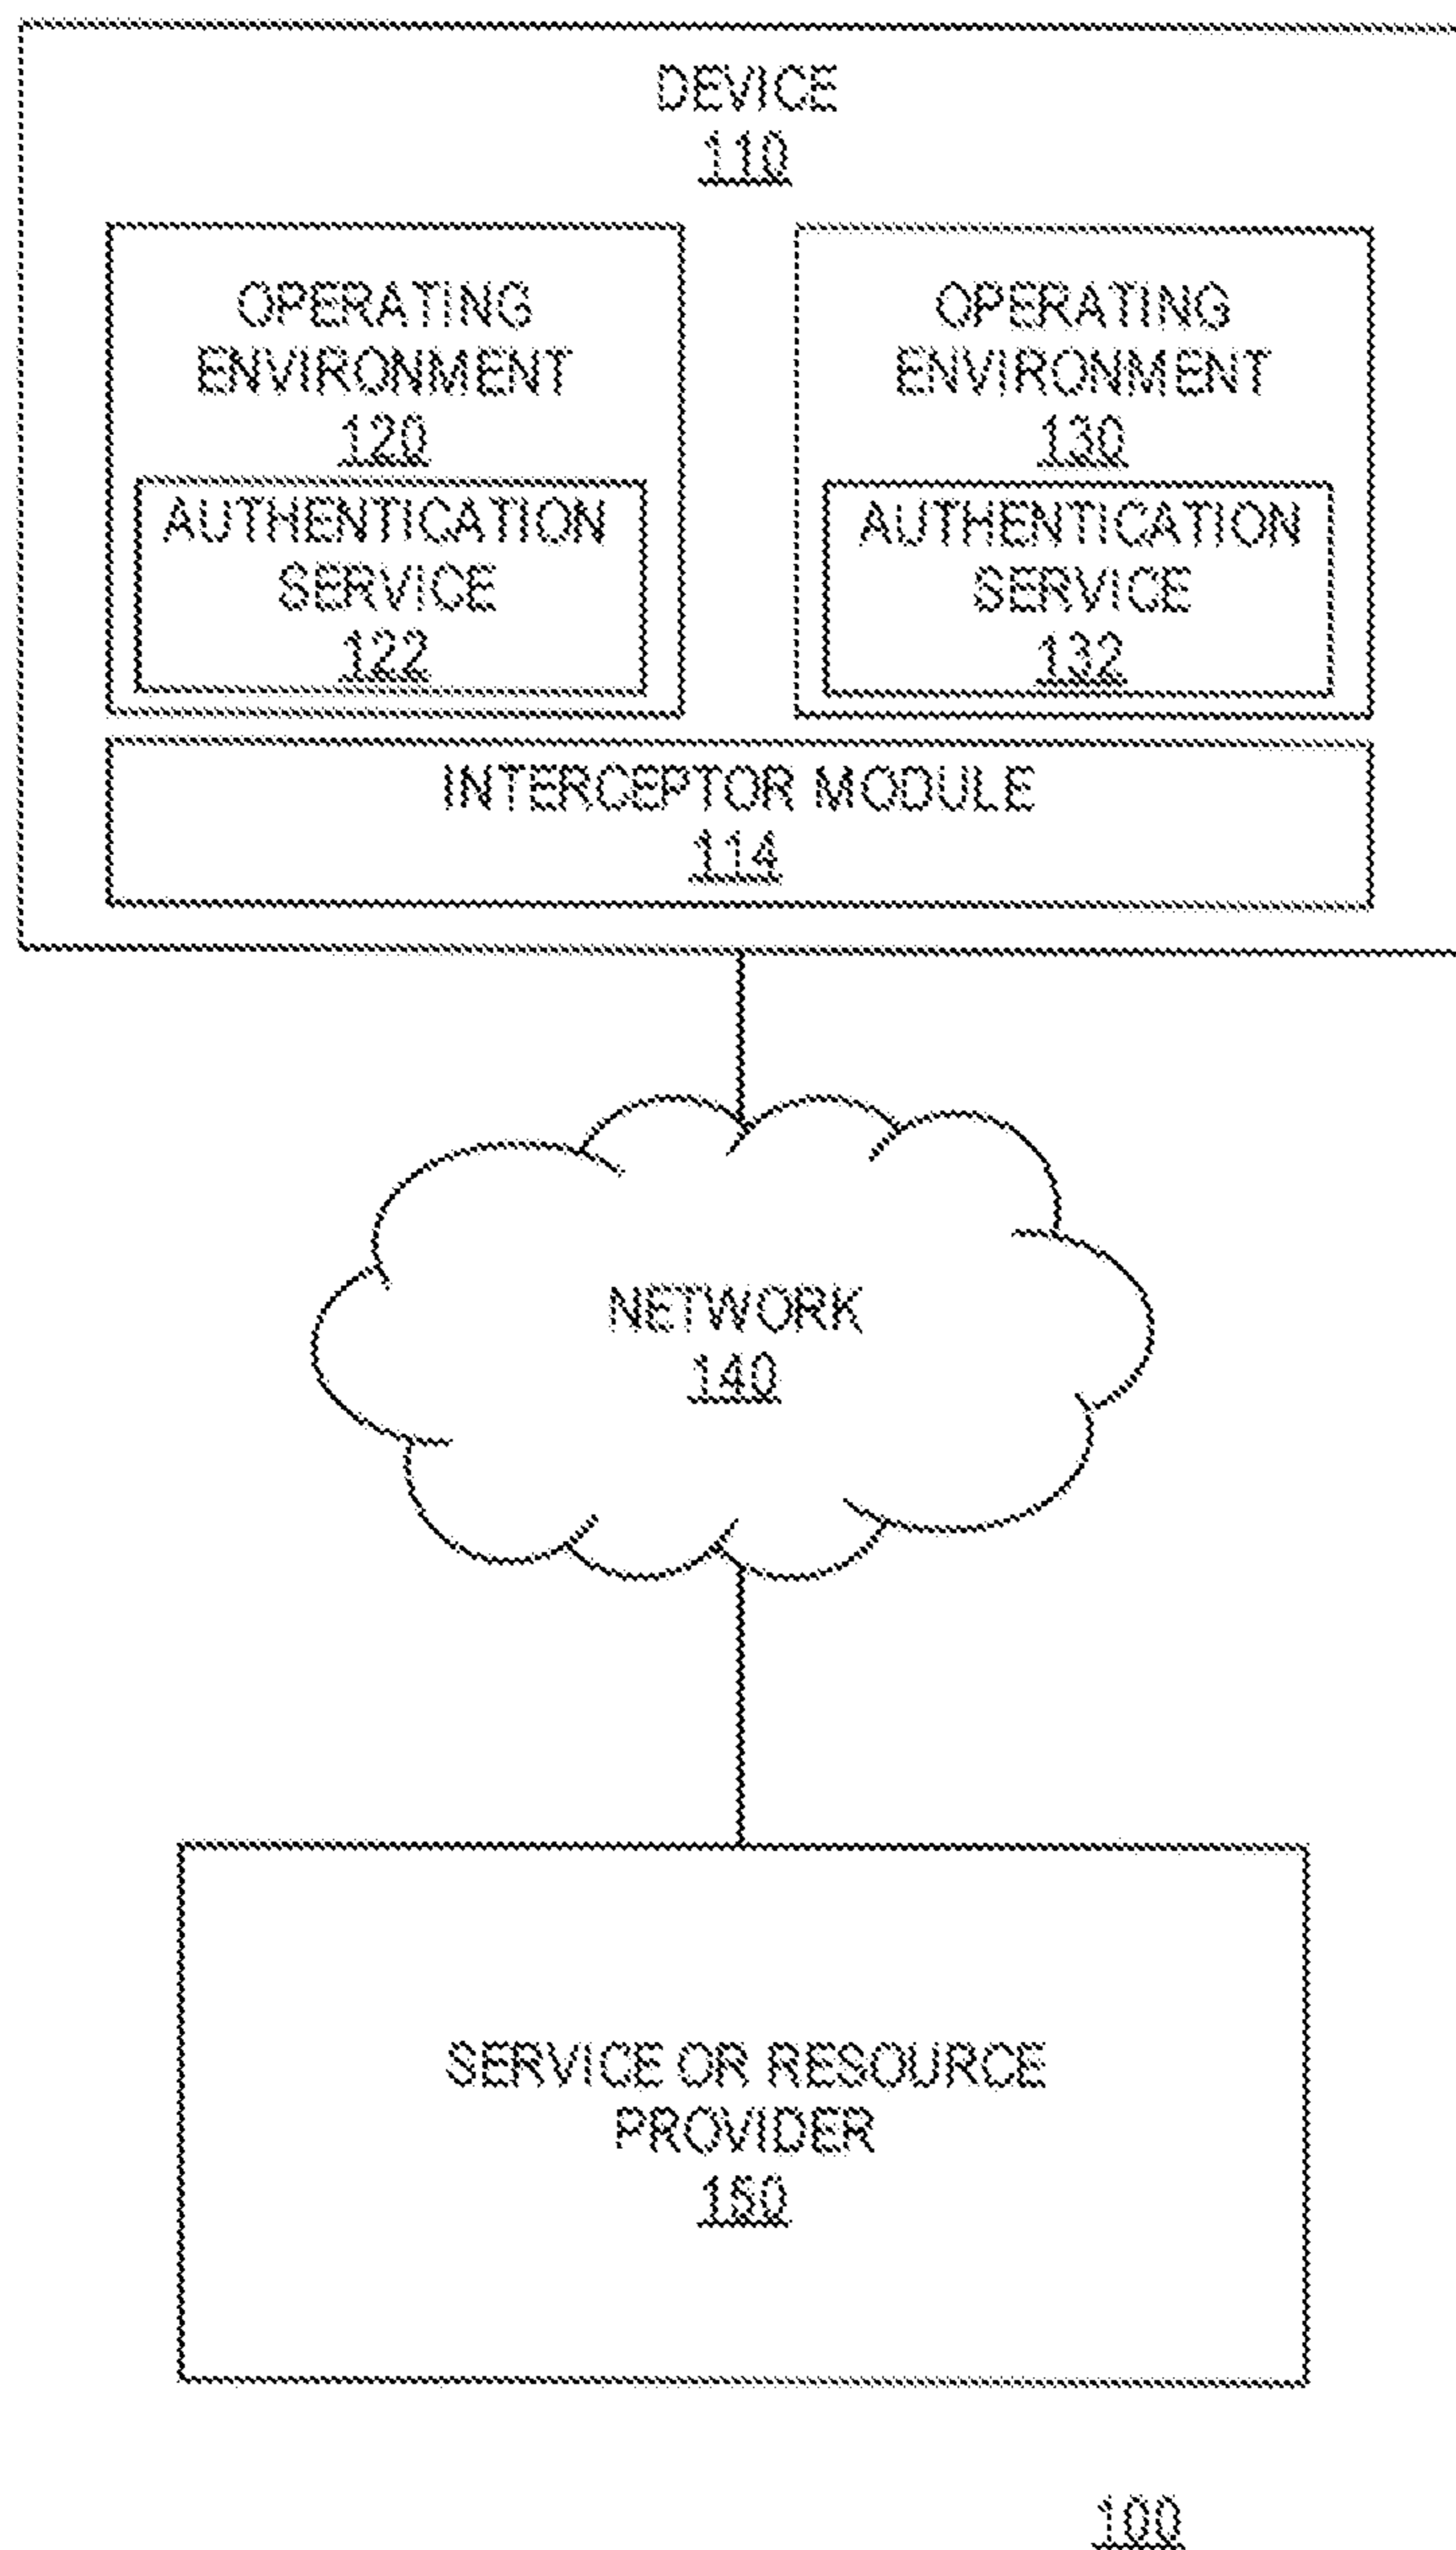 DEVICE
110
OPERATING
ENVIRONMENT
120
AUTHENTICATION
SERVICE
122
OPERATING
ENVIRONMENT
130
AUTHENTICATION
SERVICE
132
INTERCEPTOR MODULE
114
NETWORK
140
SERVICE OR RESOURCE
PROVIDER
150
100